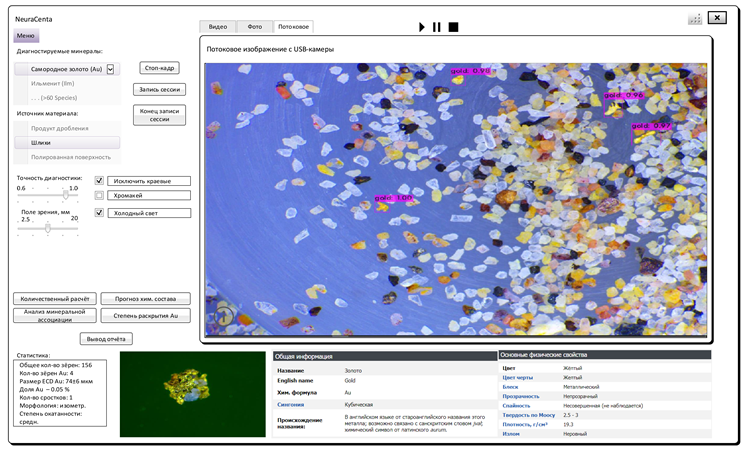 NeuraCenta
Меню
Диагностируемые минералы:
Самородное золото (Au)
Ильменит (Ilm)
. . . (>60 Species)
Источник материала:
Продукт дробления
Шлихи
Полированная поверхность
Точность диагностики:
0.6
1.0
Поле зрения, мм
2.5
20
Стоп-кадр
Запись сессии
Конец записи
сессии
Исключить краевые
Хромакей
Холодный свет
Количественный расчёт
Прогноз хим. состава
Анализ минеральной
ассоциации
Степень раскрытия Au
Вывод отчёта
Видео
Фото
Потоковое
Потоковое изображение с USB-камеры
gold: 0.98
gold: 0.96
gold: 0.97
gold: 1.00
Статистика:
Общее кол-во зёрен: 156
Кол-во зёрен Au: 4
Размер ECD Au: 74±6 мкм
Доля Au – 0.05 %
Кол-во сростков: 1
Морфология: изометр.
Степень окатанности:
средн.
Общая информация
Название Золото
English name Gold
Хим. формула Au
Сингония Кубическая
Происхождение
названия:
В английском языке от староанглийского названия этого
металла; возможно связано с санскритским словом jval;
химический символ от латинского aurum.
Основные физические свойства
Цвет Жёлтый
Цвет черты Жёлтый
Блеск Металлический
Прозрачность Непрозрачный
Спайность Несовершенная (не наблюдается)
Твердость по Моосу 2.5 - 3
Плотность, г/см³ 19.3
Излом Неровный